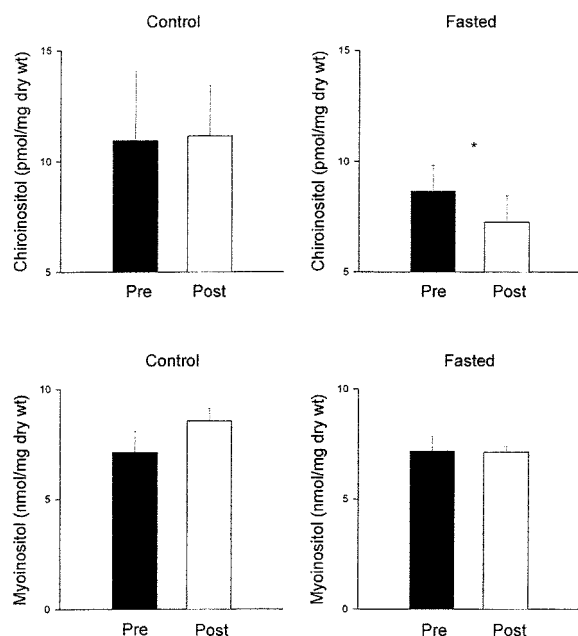 Control
Fasted
Chiroinositol (pmol/mg dry wt)
15
10
5
Pre
Post
Chiroinositol (pmol/mg dry wt)
15
10
5
*
Pre
Post
Control
Fasted
Myoinositol (nmol/mg dry wt)
10
5
0
Pre
Post
Myoinositol (nmol/mg dry wt)
10
5
0
Pre
Post